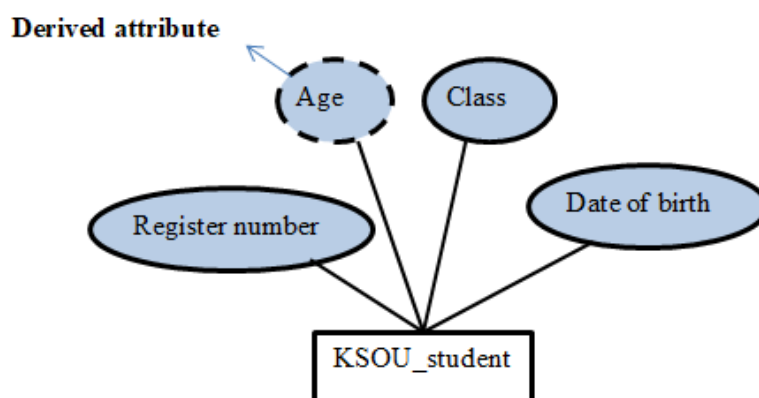 Derived attribute
Age
Class
Register number
Date of birth
KSOU_student